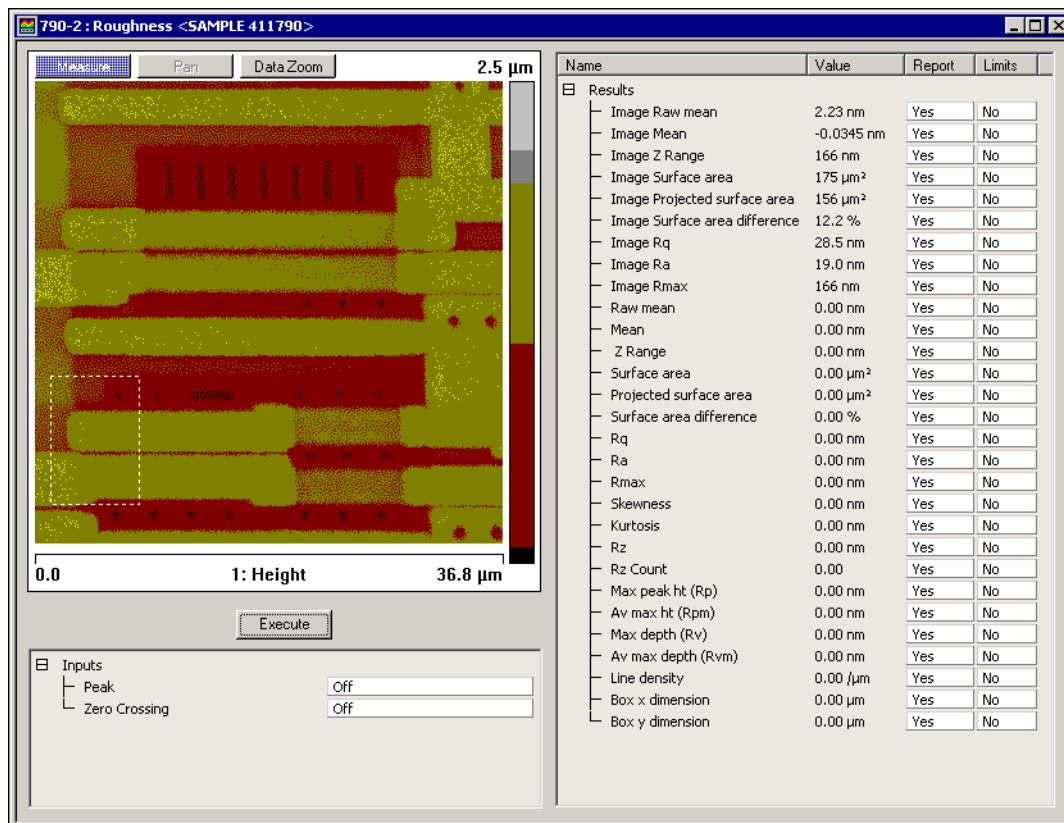 790-2 : Roughness <SAMPLE 411790>
Measure Pan Data Zoom 2.5 µm
0.0 1: Height 36.8 µm
Execute
Inputs
Peak Off
Zero Crossing Off
Name Value Report Limits
Results
Image Raw mean 2.23 nm Yes No
Image Mean -0.0345 nm Yes No
Image Z Range 166 nm Yes No
Image Surface area 175 µm² Yes No
Image Projected surface area 156 µm² Yes No
Image Surface area difference 12.2 % Yes No
Image Rq 28.5 nm Yes No
Image Ra 19.0 nm Yes No
Image Rmax 166 nm Yes No
Raw mean 0.00 nm Yes No
Mean 0.00 nm Yes No
Z Range 0.00 nm Yes No
Surface area 0.00 µm² Yes No
Projected surface area 0.00 µm² Yes No
Surface area difference 0.00 % Yes No
Rq 0.00 nm Yes No
Ra 0.00 nm Yes No
Rmax 0.00 nm Yes No
Skewness 0.00 nm Yes No
Kurtosis 0.00 nm Yes No
Rz 0.00 nm Yes No
Rz Count 0.00 Yes No
Max peak ht (Rp) 0.00 nm Yes No
Av max ht (Rpm) 0.00 nm Yes No
Max depth (Rv) 0.00 nm Yes No
Av max depth (Rvm) 0.00 nm Yes No
Line density 0.00 /µm Yes No
Box x dimension 0.00 µm Yes No
Box y dimension 0.00 µm Yes No